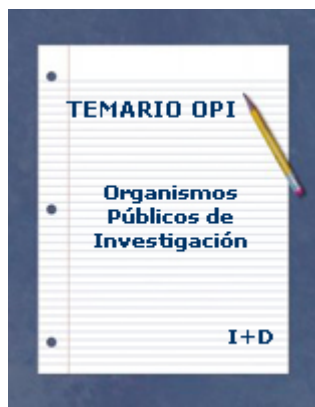 TEMARIO OPI
Organismos
Públicos de
Investigación
I+D